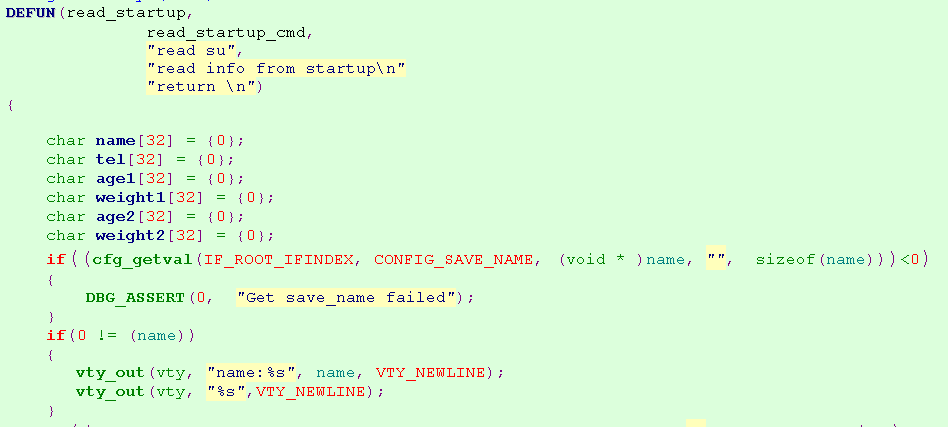 DEFUN(read_startup,
read_startup_cmd,
"read su",
"read info from startup\n"
"return \n")
{
char name[32] = {0};
char tel[32] = {0};
char age1[32] = {0};
char weight1[32] = {0};
char age2[32] = {0};
char weight2[32] = {0};
if((cfg_getval(IF_ROOT_IFINDEX, CONFIG_SAVE_NAME, (void * )name, "", sizeof(name)))<0)
{
DBG_ASSERT(0, "Get save_name failed");
}
if(0 != (name))
{
vty_out(vty, "name:%s", name, VTY_NEWLINE);
vty_out(vty, "%s",VTY_NEWLINE);
}